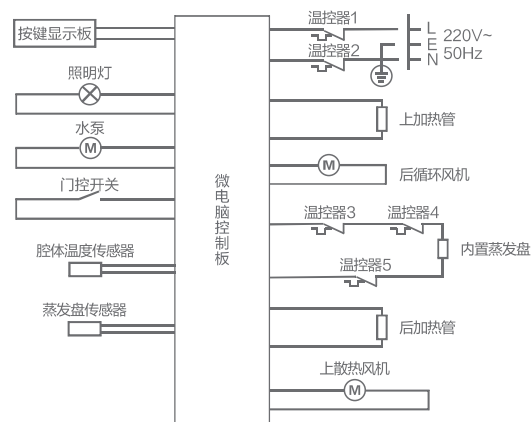 按键显示板
照明灯
水泵
M
门控开关
腔体温度传感器
蒸发盘传感器
微电脑控制板
温控器1
温控器2
L
E
N
220V~
50Hz
上加热管
M
后循环风机
温控器3
温控器4
内置蒸发盘
温控器5
后加热管
上散热风机
M